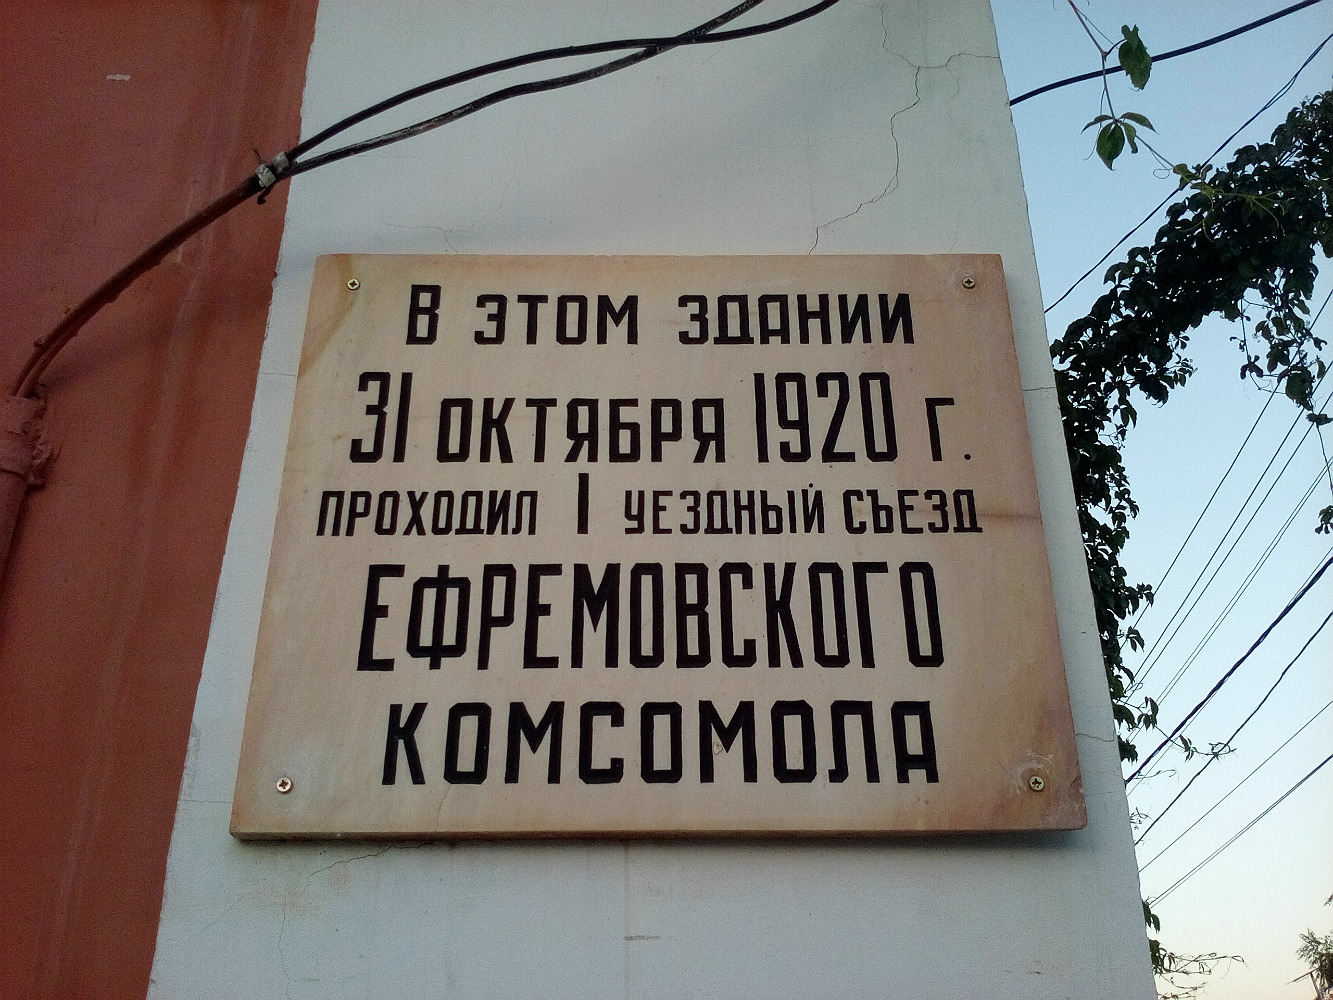 В ЭТОМ ЗДАНИИ
31 ОКТЯБРЯ 1920 Г.
ПРОХОДИЛ I УЕЗДНЫЙ СЪЕЗД
ЕФРЕМОВСКОГО
КОМСОМОЛА